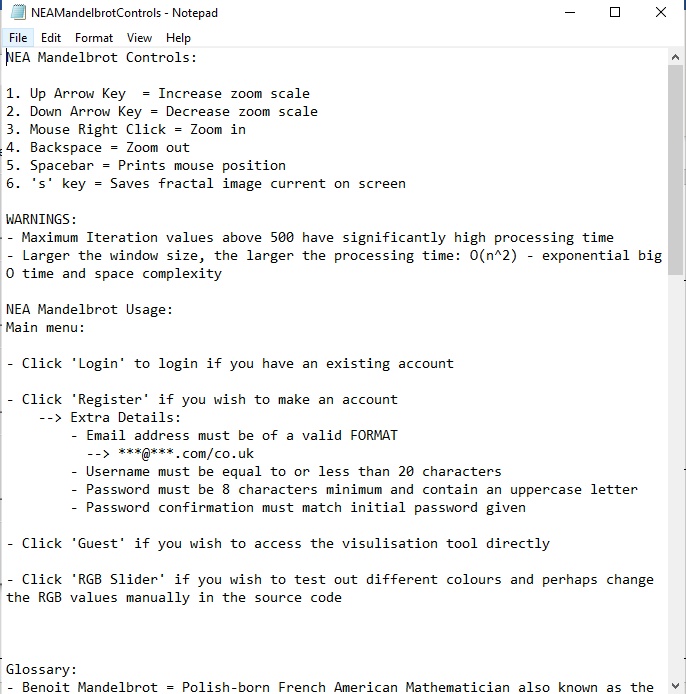 NEAMandelbrotControls - Notepad
File Edit Format View Help
NEA Mandelbrot Controls:
1. Up Arrow Key  = Increase zoom scale
2. Down Arrow Key = Decrease zoom scale
3. Mouse Right Click = Zoom in
4. Backspace = Zoom out
5. Spacebar = Prints mouse position
6. 's' key = Saves fractal image current on screen
WARNINGS:
- Maximum Iteration values above 500 have significantly high processing time
- Larger the window size, the larger the processing time: O(n^2) - exponential big
O time and space complexity
NEA Mandelbrot Usage:
Main menu:
- Click 'Login' to login if you have an existing account
- Click 'Register' if you wish to make an account
--> Extra Details:
- Email address must be of a valid FORMAT
--> ***@***.com/co.uk
- Username must be equal to or less than 20 characters
- Password must be 8 characters minimum and contain an uppercase letter
- Password confirmation must match initial password given
- Click 'Guest' if you wish to access the visulisation tool directly
- Click 'RGB Slider' if you wish to test out different colours and perhaps change
the RGB values manually in the source code
Glossary:
- Benoit Mandelbrot = Polish-born French American Mathematician also known as the